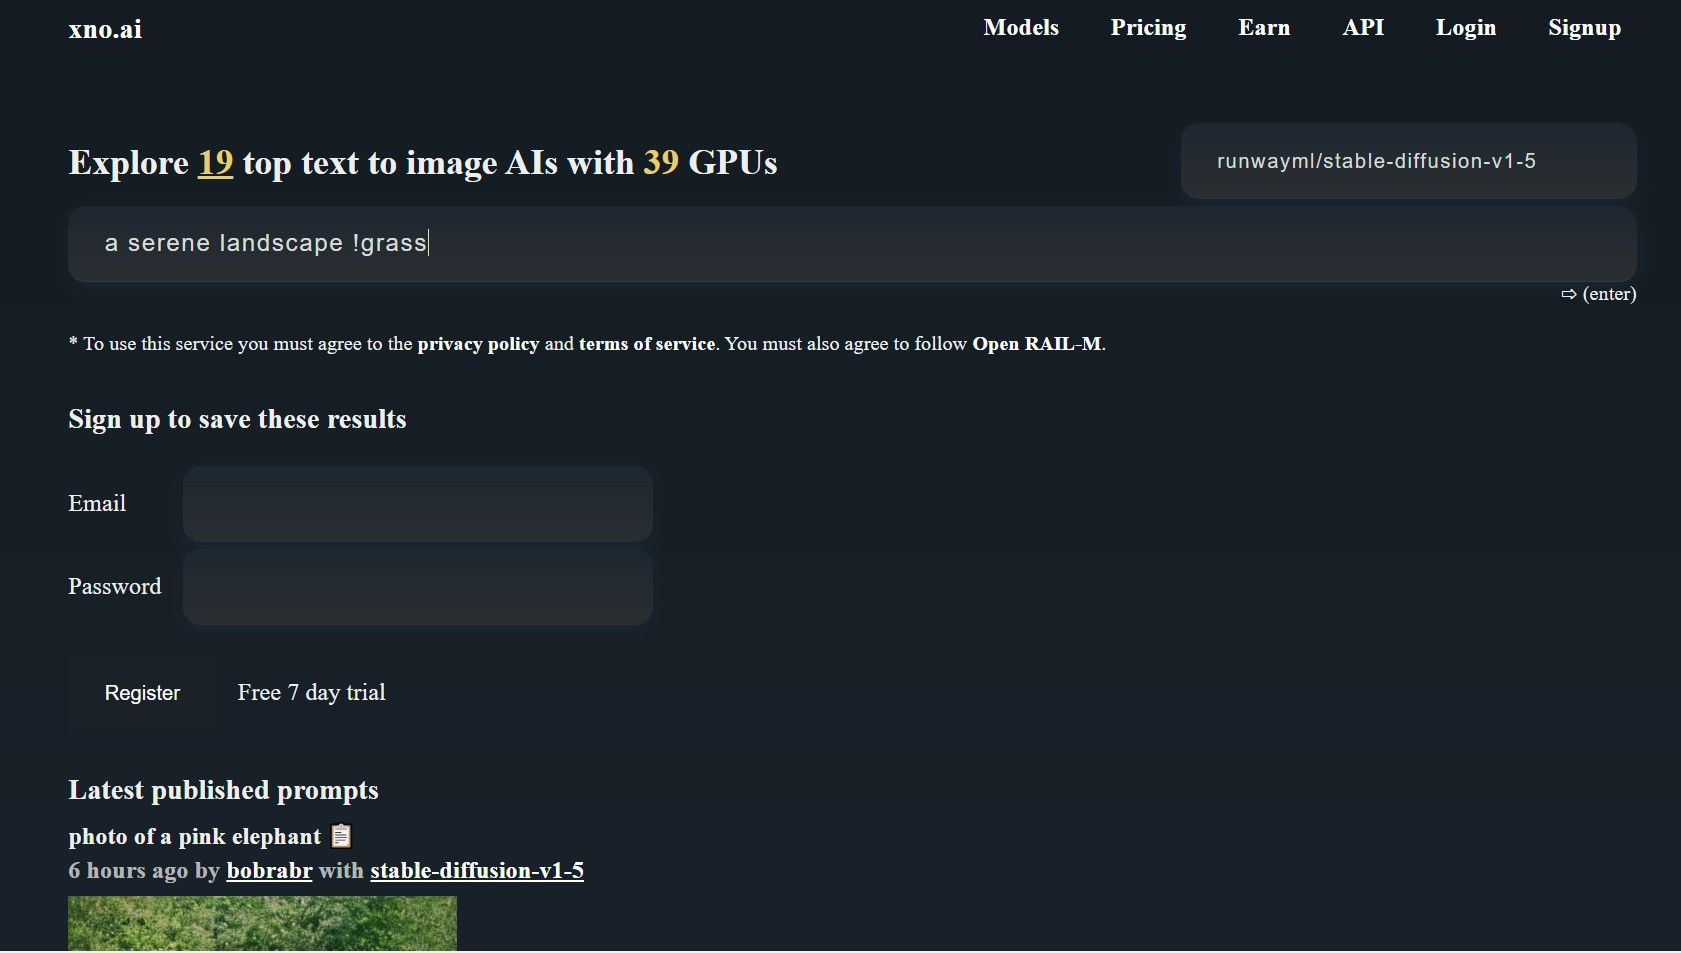 xno.ai
Models Pricing Earn API Login Signup
Explore 19 top text to image AIs with 39 GPUs
runwayml/stable-diffusion-v1-5
a serene landscape !grass
⇨ (enter)
* To use this service you must agree to the privacy policy and terms of service. You must also agree to follow Open RAIL-M.
Sign up to save these results
Email
Password
Register Free 7 day trial
Latest published prompts
photo of a pink elephant 📋
6 hours ago by bobrabr with stable-diffusion-v1-5